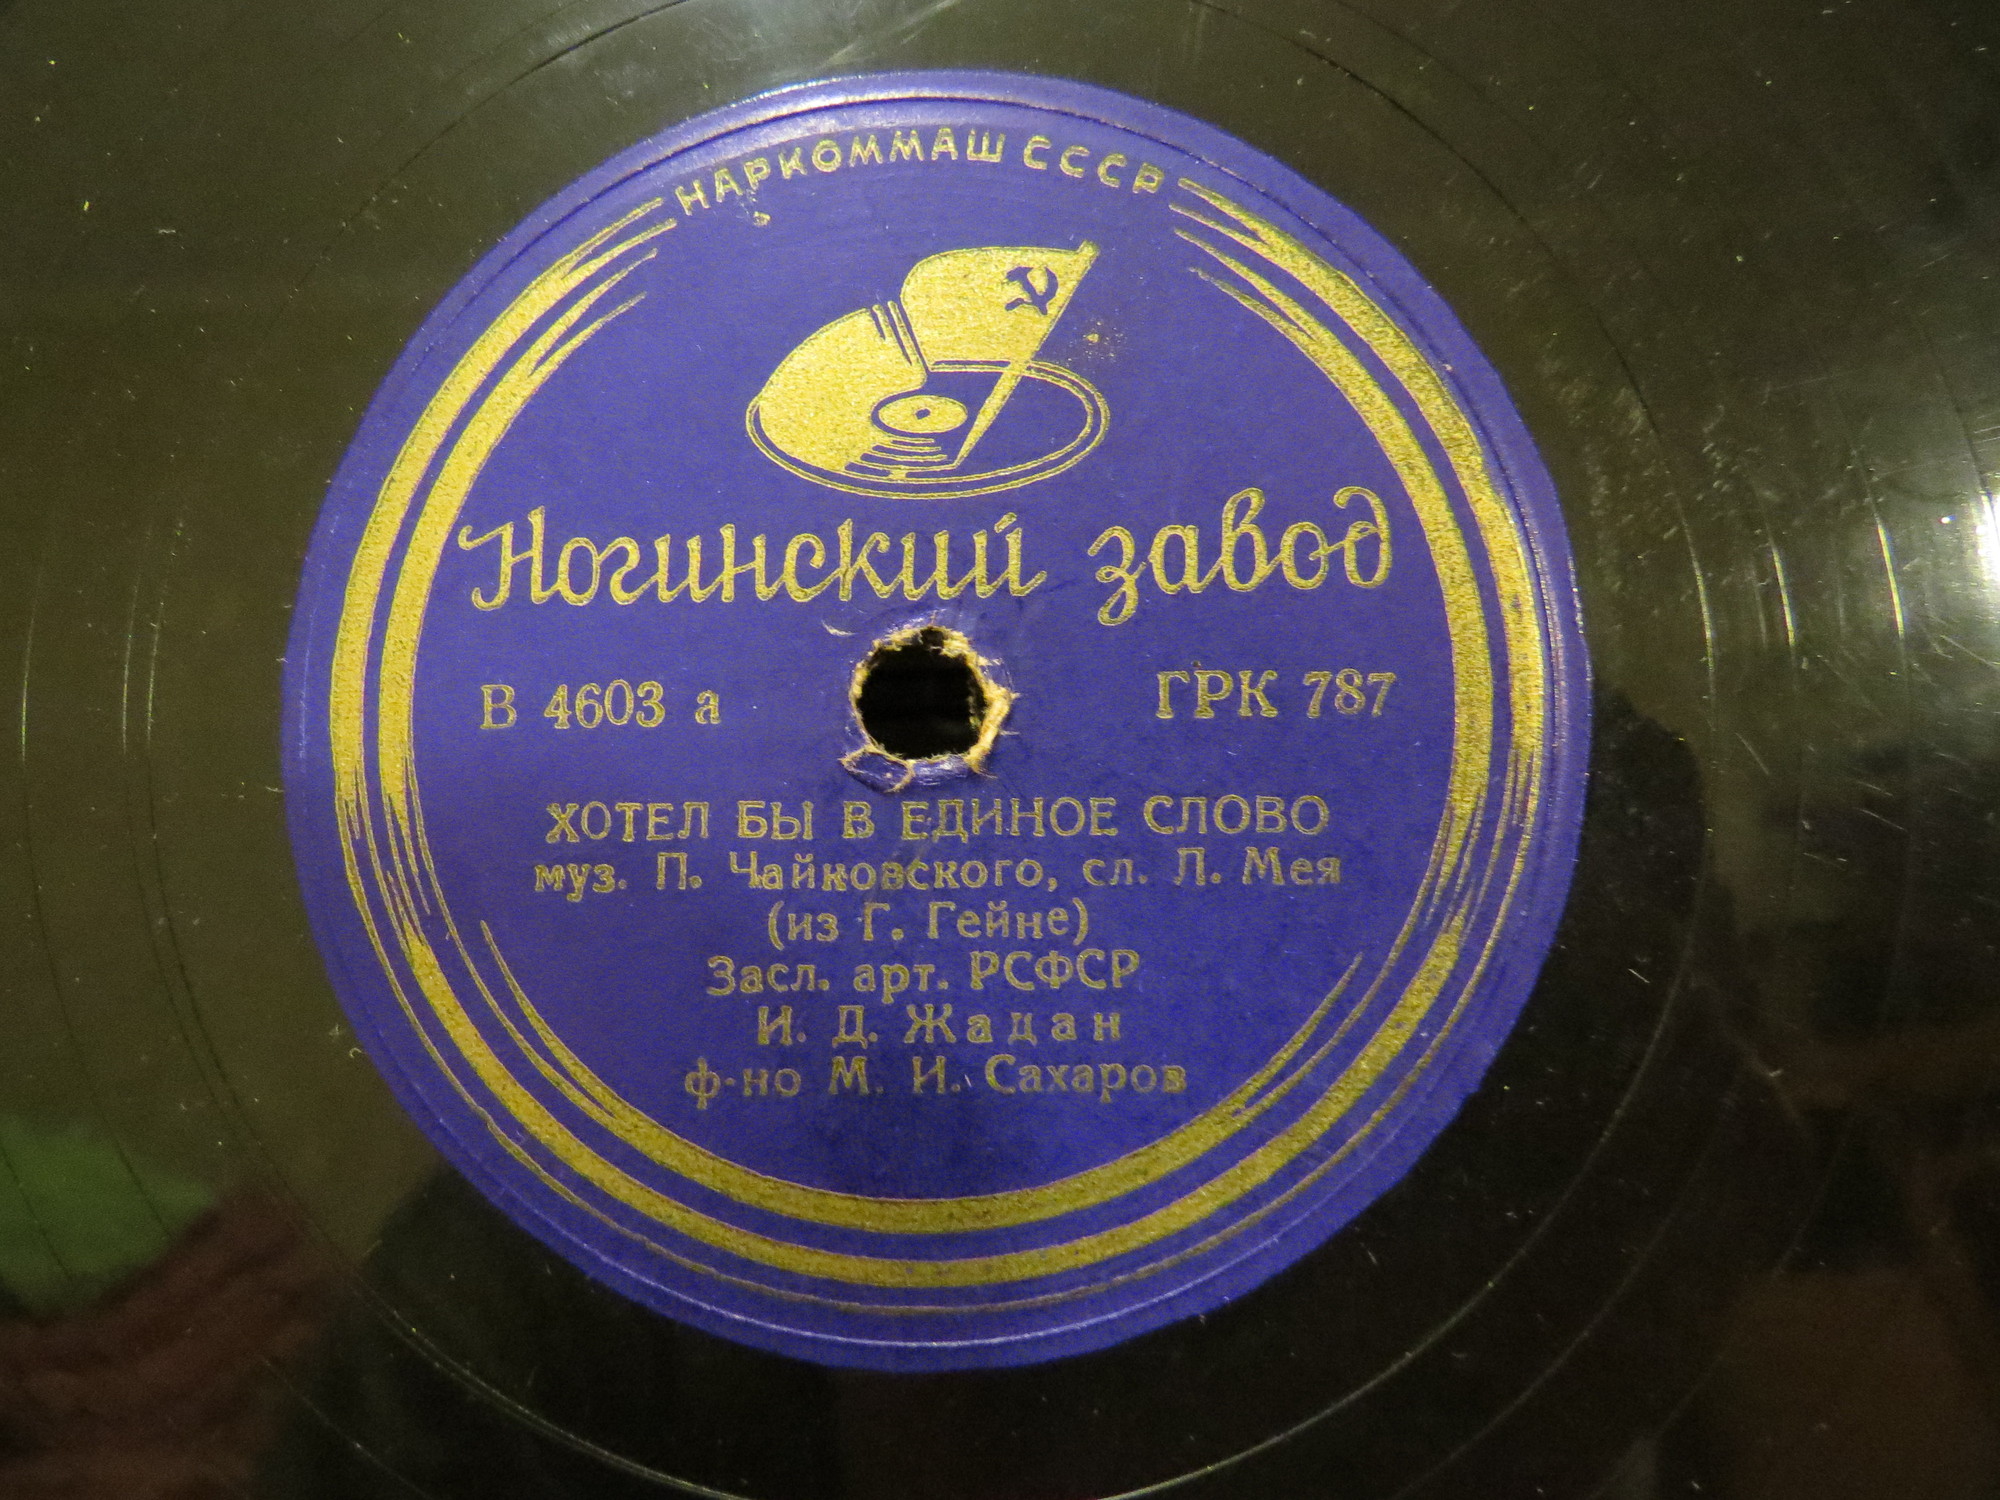 НАРКОММАШ СССР
Ногинский завод
В 4603 а ГРК 787
ХОТЕЛ БЫ В ЕДИНОЕ СЛОВО
муз. П. Чайковского, сл. Л. Мея
(из Г. Гейне)
Засл. арт. РСФСР
И. Д. Жадан
ф-но М. И. Сахаров